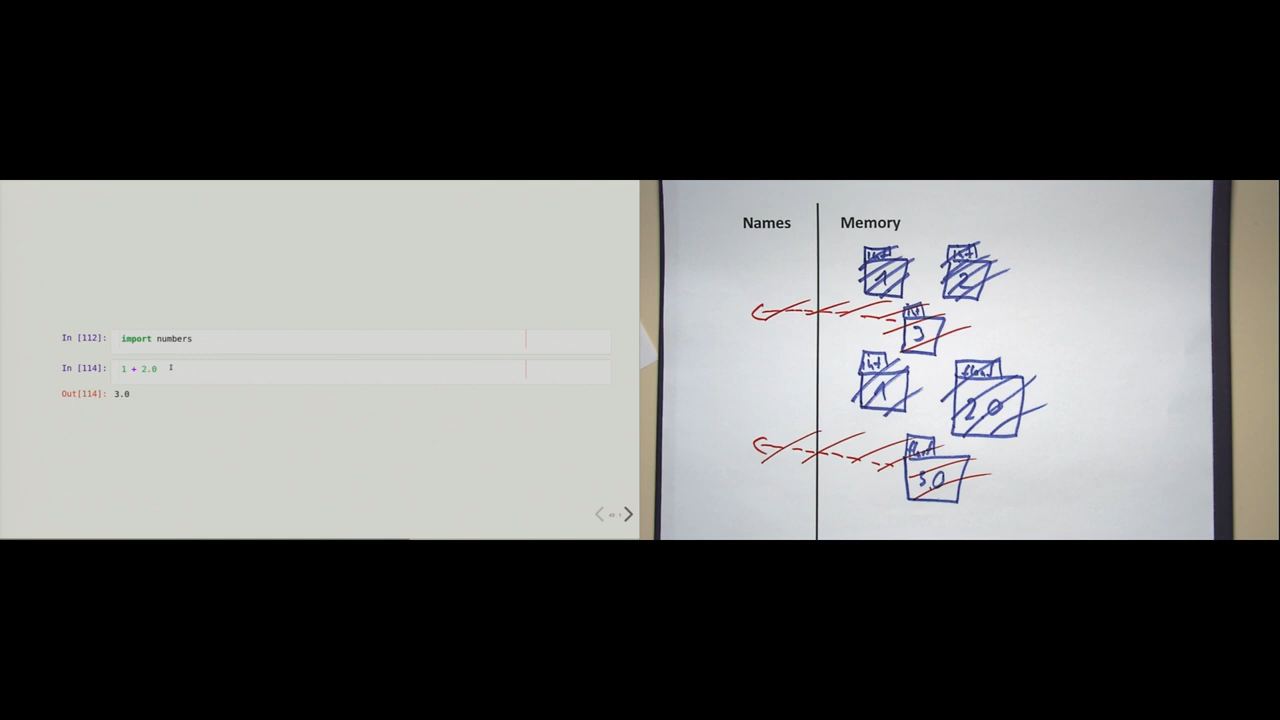 In [112]: import numbers
In [114]: 1 + 2.0
Out[114]: 3.0
Names Memory
int int
1 2
int
3
int float
1 2.0
float
3.0